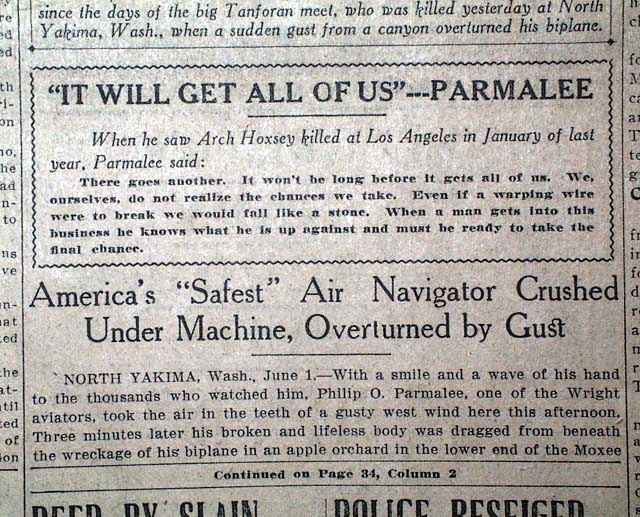 since the days of the big Tanforan meet, who was killed yesterday at North
Yakima, Wash., when a sudden gust from a canyon overturned his biplane.
"IT WILL GET ALL OF US"---PARMALEE
When he saw Arch Hoxsey killed at Los Angeles in January of last
year, Parmalee said:
There goes another. It won't be long before it gets all of us. We,
ourselves, do not realize the chances we take. Even if a warping wire
were to break we would fall like a stone. When a man gets into this
business he knows what he is up against and must be ready to take the
final chance.
America's "Safest" Air Navigator Crushed
Under Machine, Overturned by Gust
NORTH YAKIMA, Wash., June 1.—With a smile and a wave of his hand
to the thousands who watched him, Philip O. Parmalee, one of the Wright
aviators, took the air in the teeth of a gusty west wind here this afternoon.
Three minutes later his broken and lifeless body was dragged from beneath
the wreckage of his biplane in an apple orchard in the lower end of the Moxee
Continued on Page 34, Column 2
DEER BY SLAIN
POLICE BESEIGED